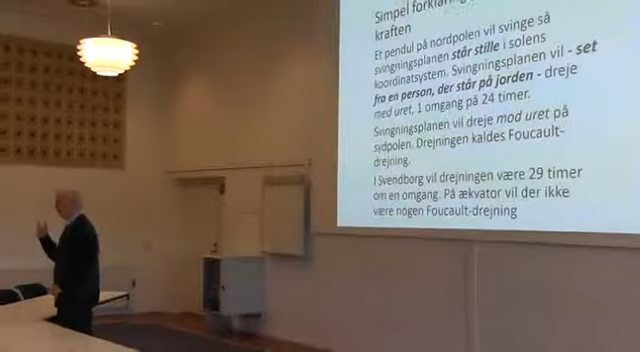 Simpel forklaring
kraften
Et pendul på nordpolen vil svinge så
svingningsplanen står stille i solens
koordinatsystem. Svingningsplanen vil - set
fra en person, der står på jorden - dreje
med uret, 1 omgang på 24 timer.
Svingningsplanen vil dreje mod uret på
sydpolen. Drejningen kaldes Foucault-
drejning.
I Svendborg vil drejningen være 29 timer
om en omgang. På ækvator vil der ikke
være nogen Foucault-drejning